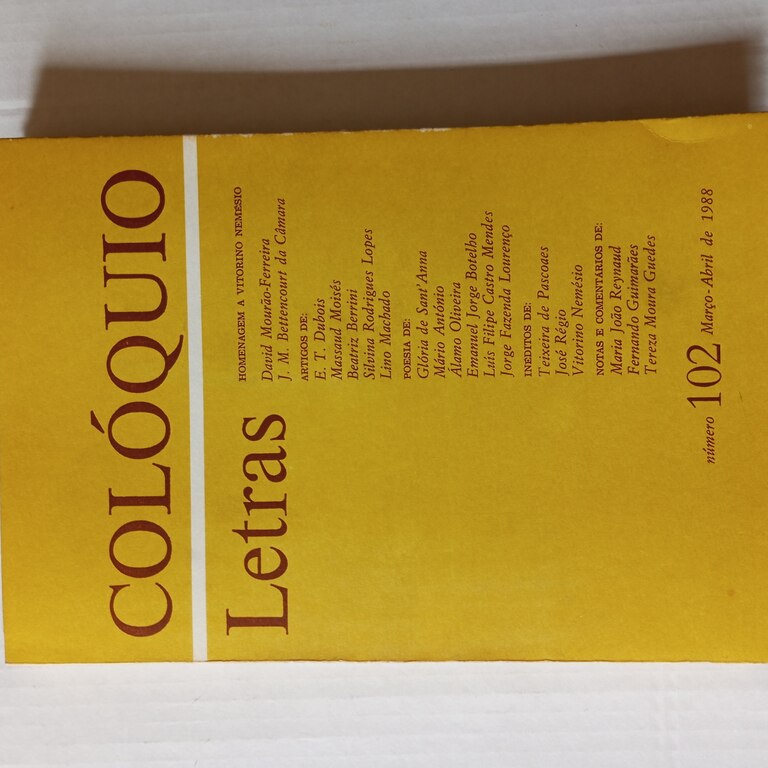 COLÓQUIO
Letras
HOMENAGEM A VITORINO NEMÉSIO
David Mourão-Ferreira
J. M. Bettencourt da Câmara
ARTIGOS DE:
E. T. Dubois
Massaud Moisés
Beatriz Berrini
Silvina Rodrigues Lopes
Lino Machado
POESIA DE:
Glória de Sant'Anna
Mário António
Álamo Oliveira
Emanuel Jorge Botelho
Luís Filipe Castro Mendes
Jorge Fazenda Lourenço
INÉDITOS DE:
Teixeira de Pascoaes
José Régio
Vitorino Nemésio
NOTAS E COMENTÁRIOS DE:
Maria João Reynaud
Fernando Guimarães
Tereza Moura Guedes
número 102 Março-Abril de 1988